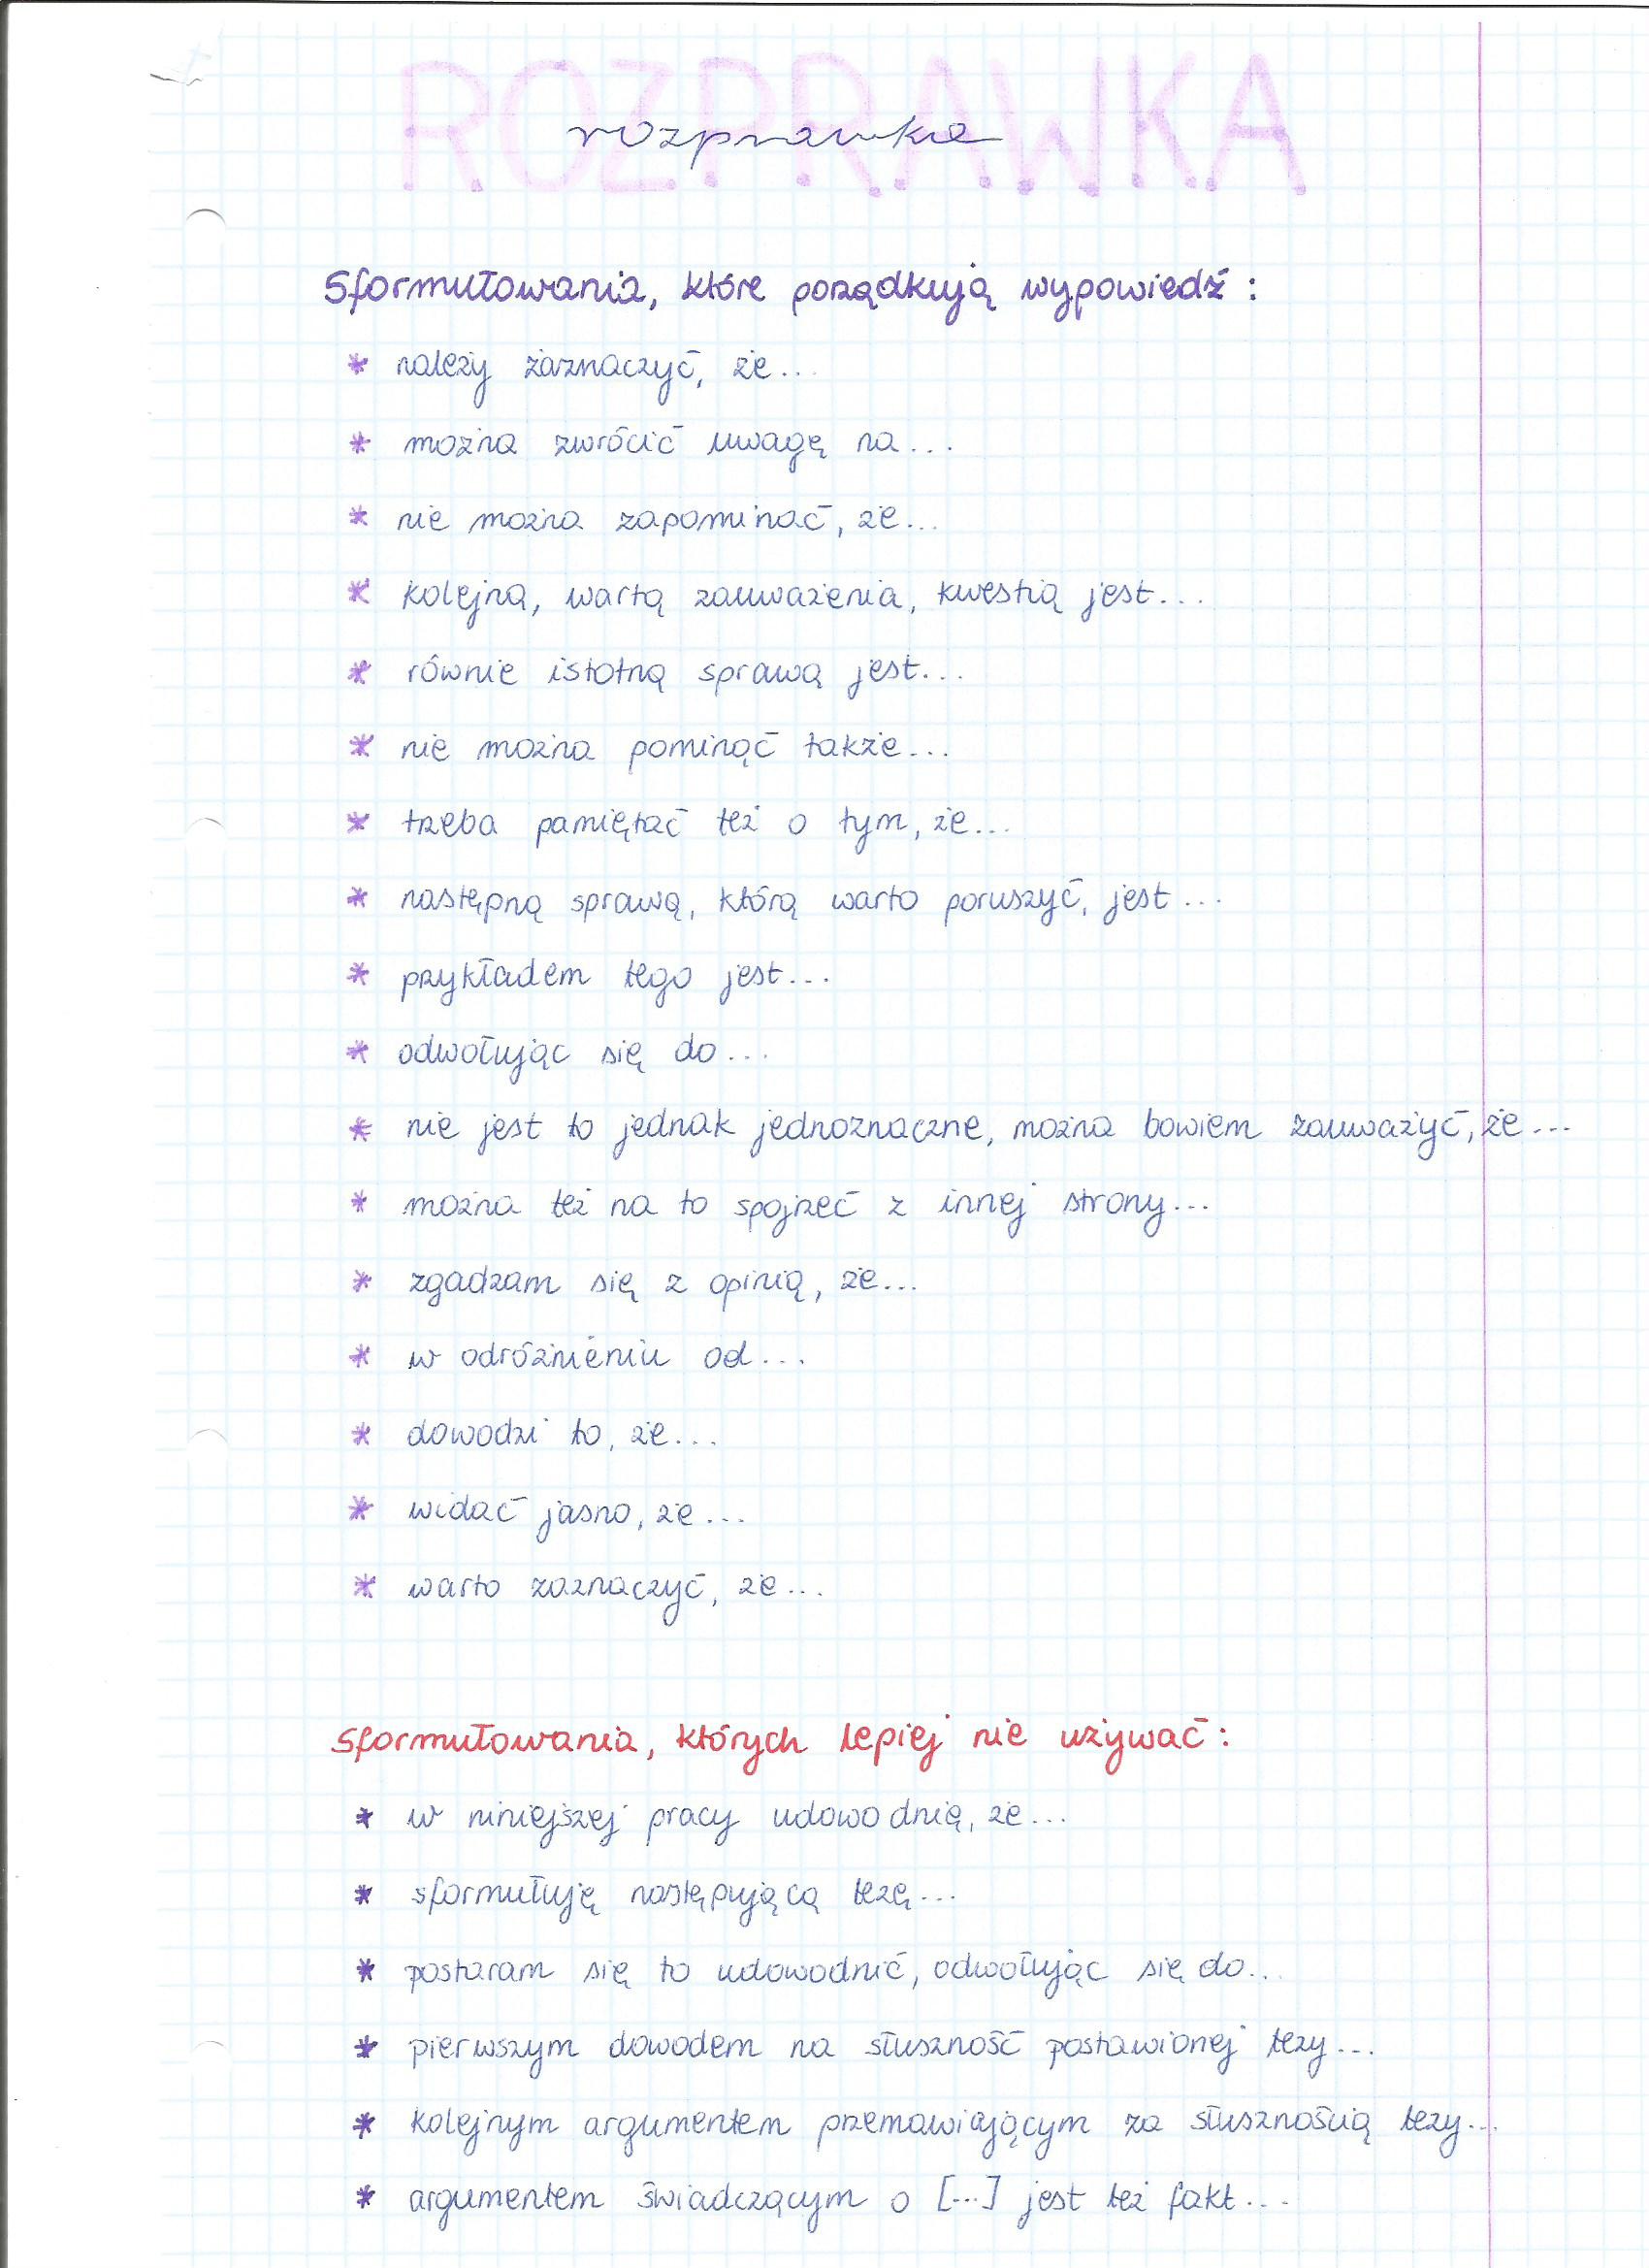 ROZPRAWKA
rozprawka
Sformułowania, które porządkują wypowiedź:
* należy zaznaczyć, że...
* można zwrócić uwagę na...
* nie można zapominać, że...
* kolejną, wartą zauważenia, kwestią jest...
* równie istotną sprawą jest...
* nie można pominąć także...
* trzeba pamiętać też o tym, że...
* następną sprawą, którą warto poruszyć, jest...
* przykładem tego jest...
* odwołując się do...
* nie jest to jednak jednoznaczne, można bowiem zauważyć, że...
* można też na to spojrzeć z innej strony...
* zgadzam się z opinią, że...
* w odróżnieniu od...
* dowodzi to, że...
* widać jasno, że...
* warto zaznaczyć, że...
Sformułowania, których lepiej nie używać:
* w niniejszej pracy udowodnię, że...
* sformułuję następującą tezę...
* postaram się to udowodnić, odwołując się do...
* pierwszym dowodem na słuszność postawionej tezy...
* kolejnym argumentem przemawiającym za słusznością tezy...
* argumentem świadczącym o [...] jest też fakt...